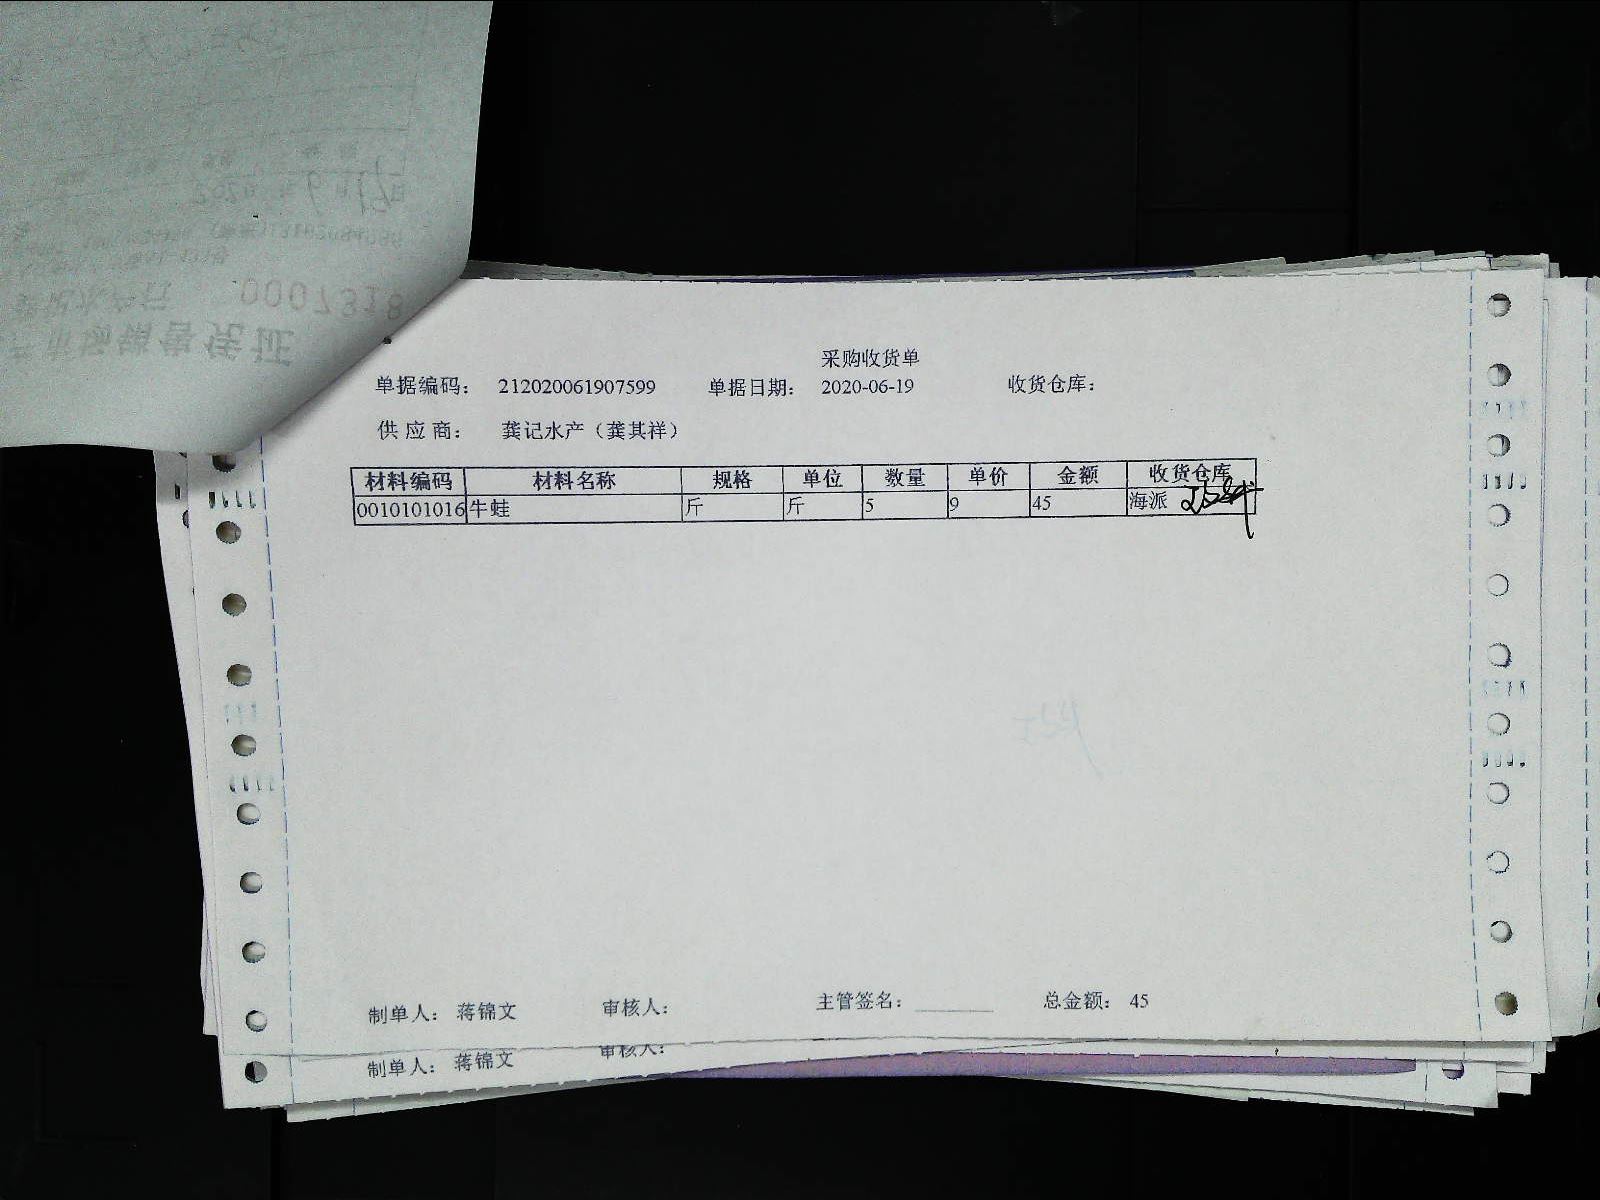 0007318
采购收货单
单据编码: 212020061907599 单据日期: 2020-06-19 收货仓库:
供应商: 龚记水产（龚其祥）
材料编码 材料名称 规格 单位 数量 单价 金额 收货仓库
0010101016 牛蛙 斤 斤 5 9 45 海派
制单人: 蒋锦文 审核人: 主管签名: ________ 总金额: 45
制单人: 蒋锦文 审核人: